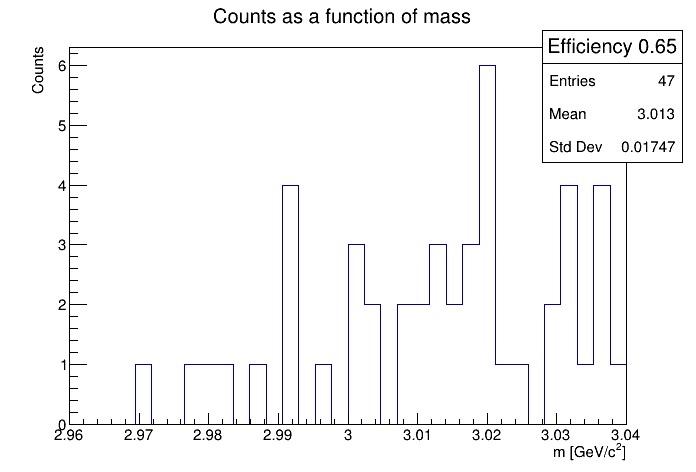 Counts as a function of mass
Efficiency 0.65
Entries 47
Mean 3.013
Std Dev 0.01747
Counts
6
5
4
3
2
1
0
2.96 2.97 2.98 2.99 3 3.01 3.02 3.03 3.04
m [GeV/c²]